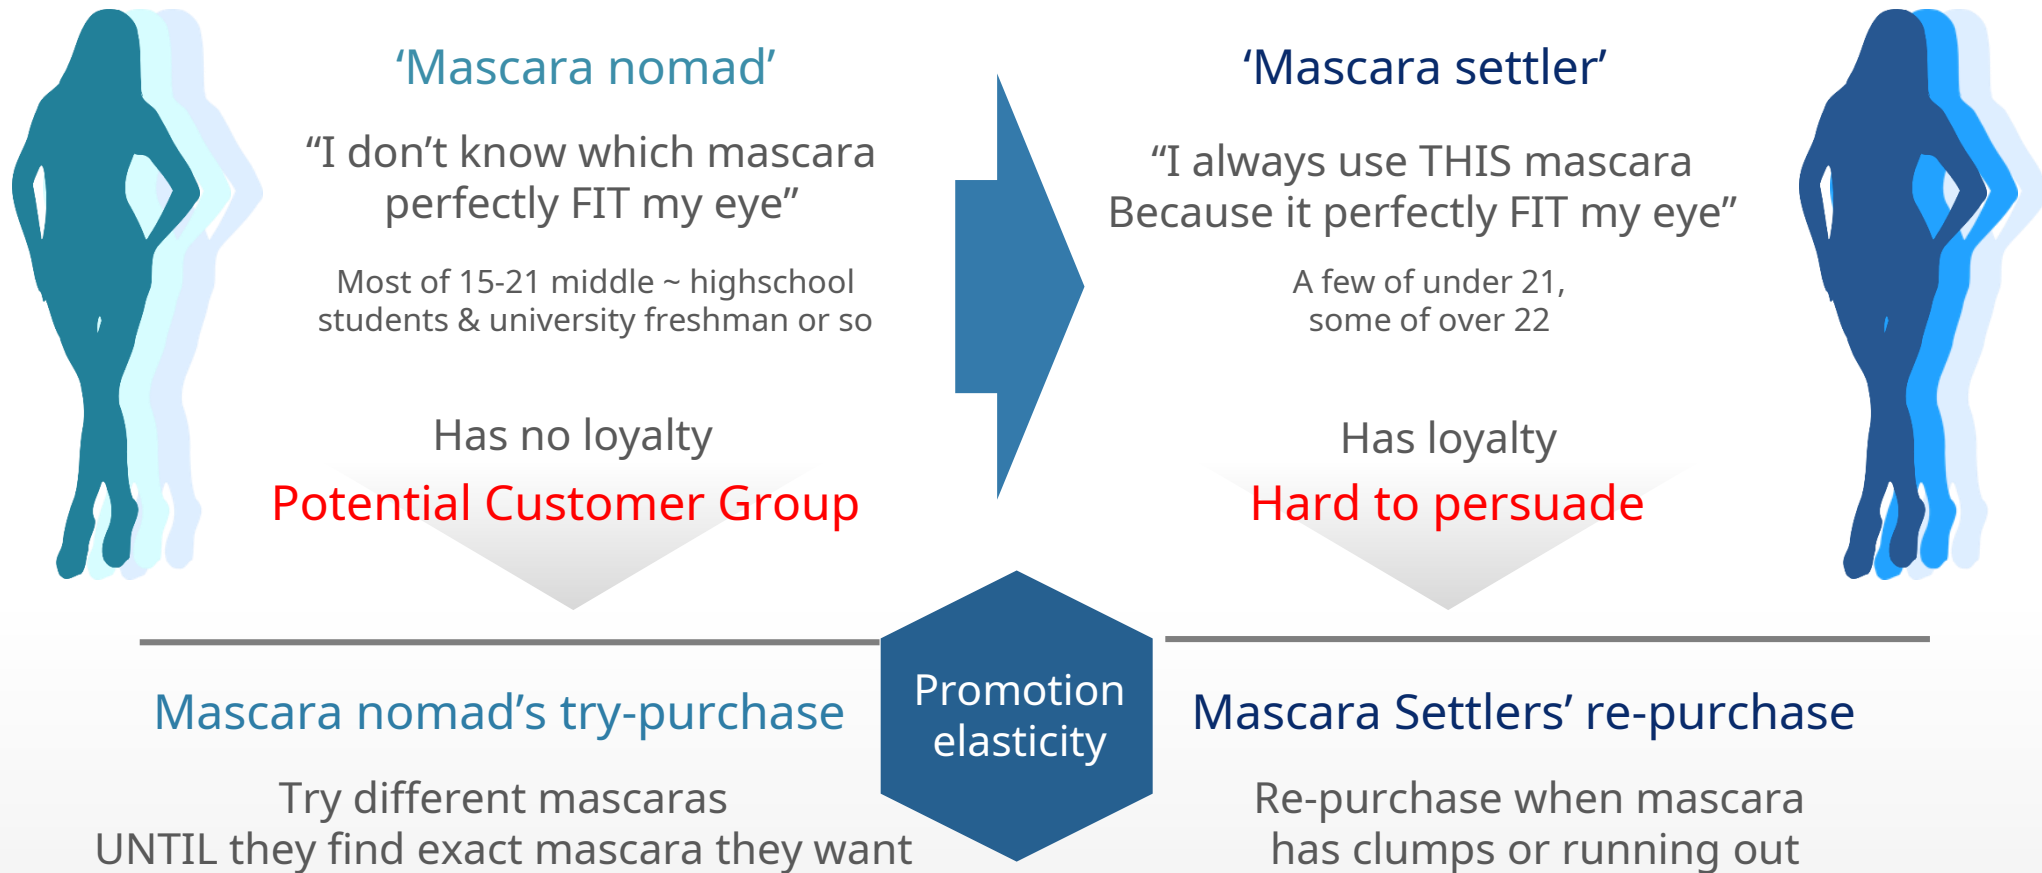 ‘Mascara nomad’
“I don’t know which mascara
perfectly FIT my eye”
Most of 15-21 middle ~ highschool
students & university freshman or so
Has no loyalty
Potential Customer Group
‘Mascara settler’
“I always use THIS mascara
Because it perfectly FIT my eye”
A few of under 21,
some of over 22
Has loyalty
Hard to persuade
Promotion
elasticity
Mascara nomad’s try-purchase
Try different mascaras
UNTIL they find exact mascara they want
Mascara Settlers’ re-purchase
Re-purchase when mascara
has clumps or running out